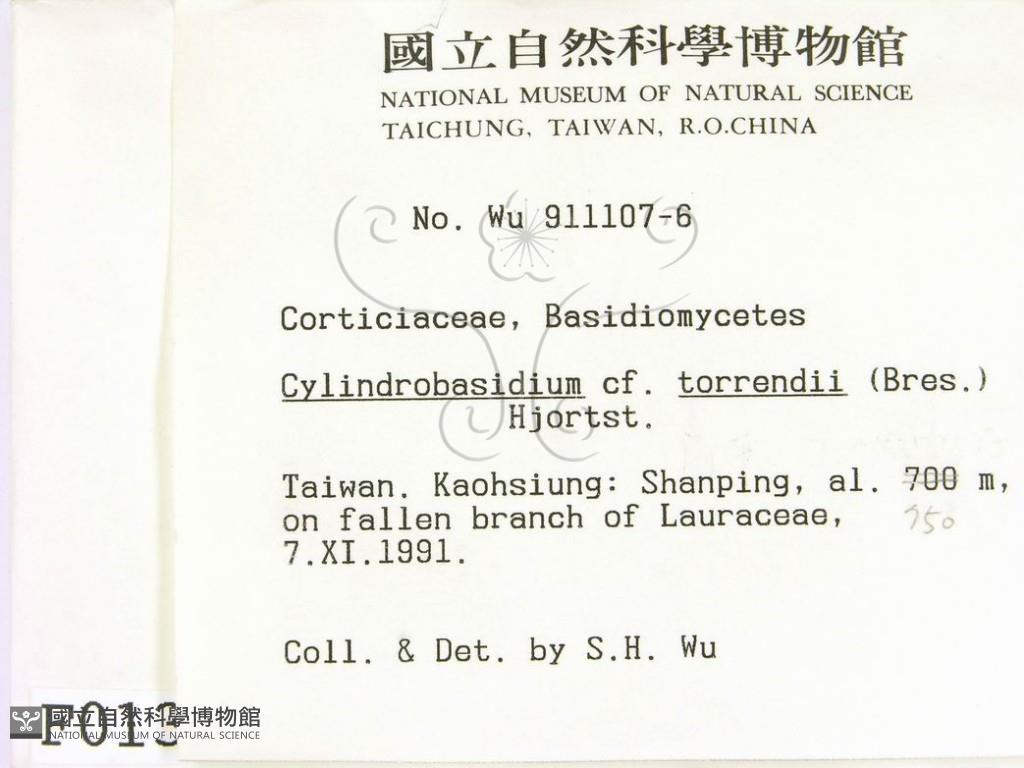 國立自然科學博物館
NATIONAL MUSEUM OF NATURAL SCIENCE
TAICHUNG, TAIWAN, R.O.CHINA
No. Wu 911107-6
Corticiaceae, Basidiomycetes
Cylindrobasidium cf. torrendii (Bres.)
Hjortst.
Taiwan. Kaohsiung: Shanping, al. 700 m,
on fallen branch of Lauraceae,
7.XI.1991.
Coll. & Det. by S.H. Wu
F013
國立自然科學博物館
NATIONAL MUSEUM OF NATURAL SCIENCE